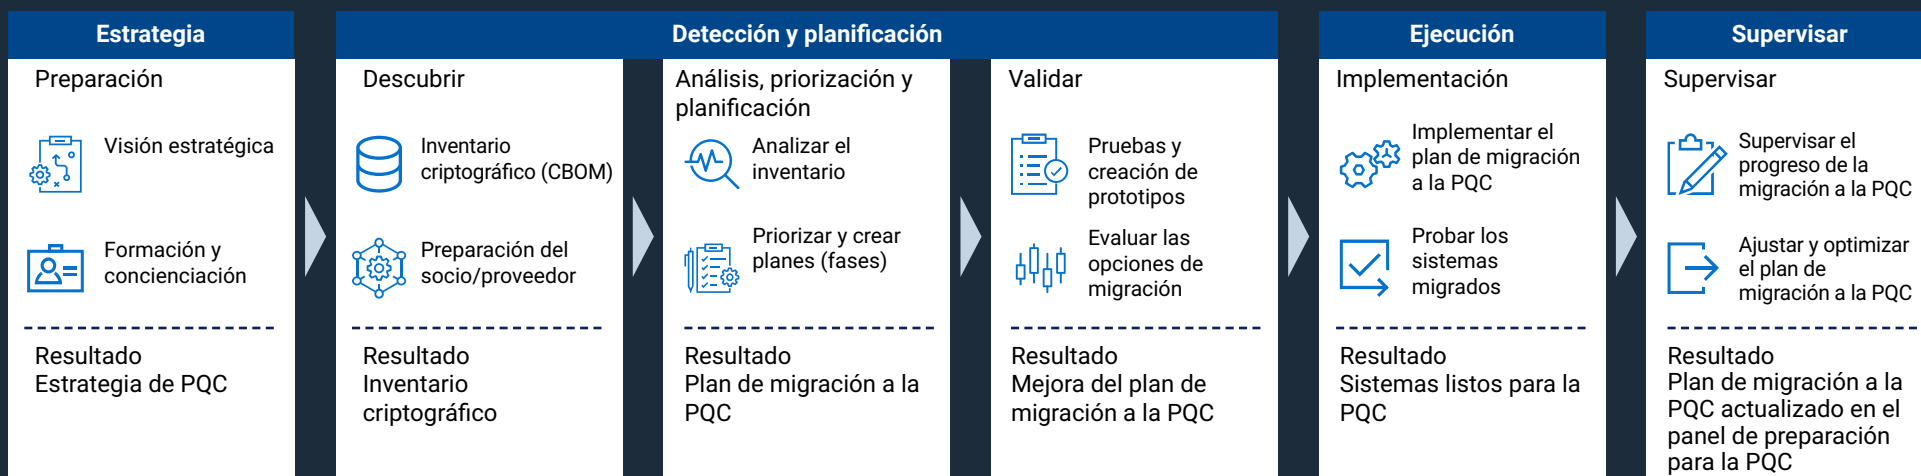 Estrategia
Preparación
Visión estratégica
Formación y
concienciación
Resultado
Estrategia de PQC
Detección y planificación
Descubrir
Inventario
criptográfico (CBOM)
Preparación del
socio/proveedor
Resultado
Inventario
criptográfico
Análisis, priorización y
planificación
Analizar el
inventario
Priorizar y crear
planes (fases)
Resultado
Plan de migración a la
PQC
Validar
Pruebas y
creación de
prototipos
Evaluar las
opciones de
migración
Resultado
Mejora del plan de
migración a la PQC
Ejecución
Implementación
Implementar el
plan de migración
a la PQC
Probar los
sistemas
migrados
Resultado
Sistemas listos para la
PQC
Supervisar
Supervisar
Supervisar el
progreso de la
migración a la PQC
Ajustar y optimizar
el plan de
migración a la PQC
Resultado
Plan de migración a la
PQC actualizado en el
panel de preparación
para la PQC